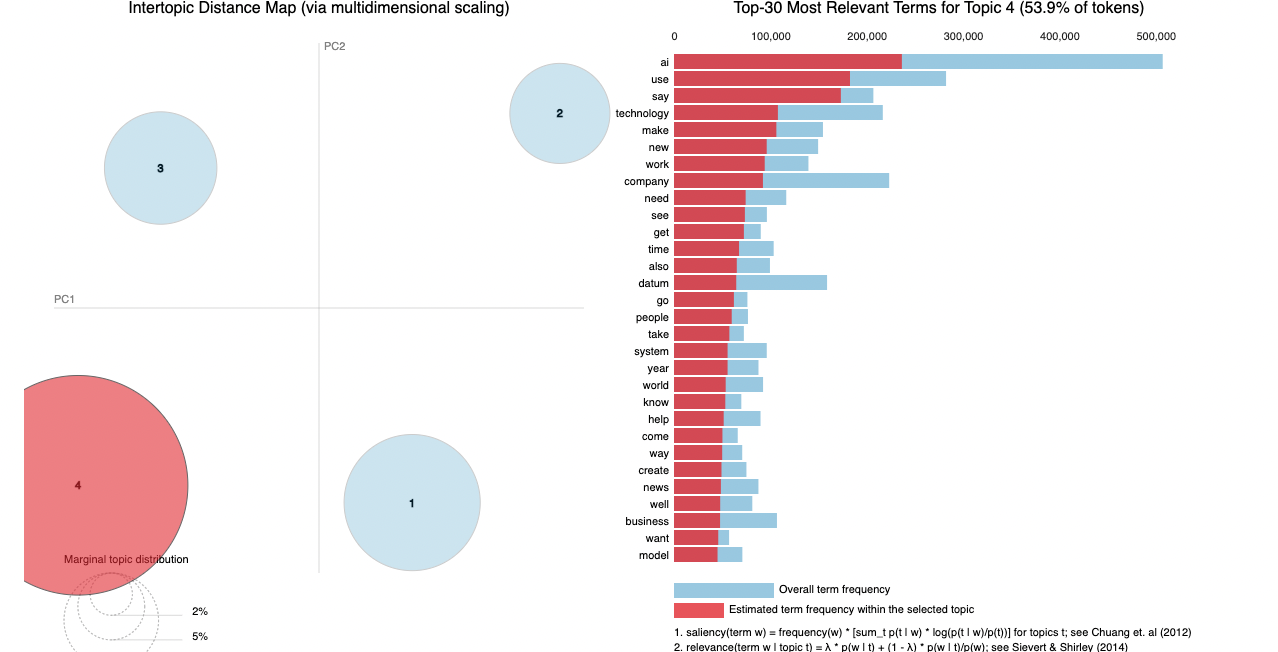 Intertopic Distance Map (via multidimensional scaling)
PC2
PC1
2
3
4
1
Marginal topic distribution
2%
5%
Top-30 Most Relevant Terms for Topic 4 (53.9% of tokens)
0 100,000 200,000 300,000 400,000 500,000
ai
use
say
technology
make
new
work
company
need
see
get
time
also
datum
go
people
take
system
year
world
know
help
come
way
create
news
well
business
want
model
Overall term frequency
Estimated term frequency within the selected topic
1. saliency(term w) = frequency(w) * [sum_t p(t | w) * log(p(t | w)/p(t))] for topics t; see Chuang et. al (2012)
2. relevance(term w | topic t) = λ * p(w | t) + (1 - λ) * p(w | t)/p(w); see Sievert & Shirley (2014)